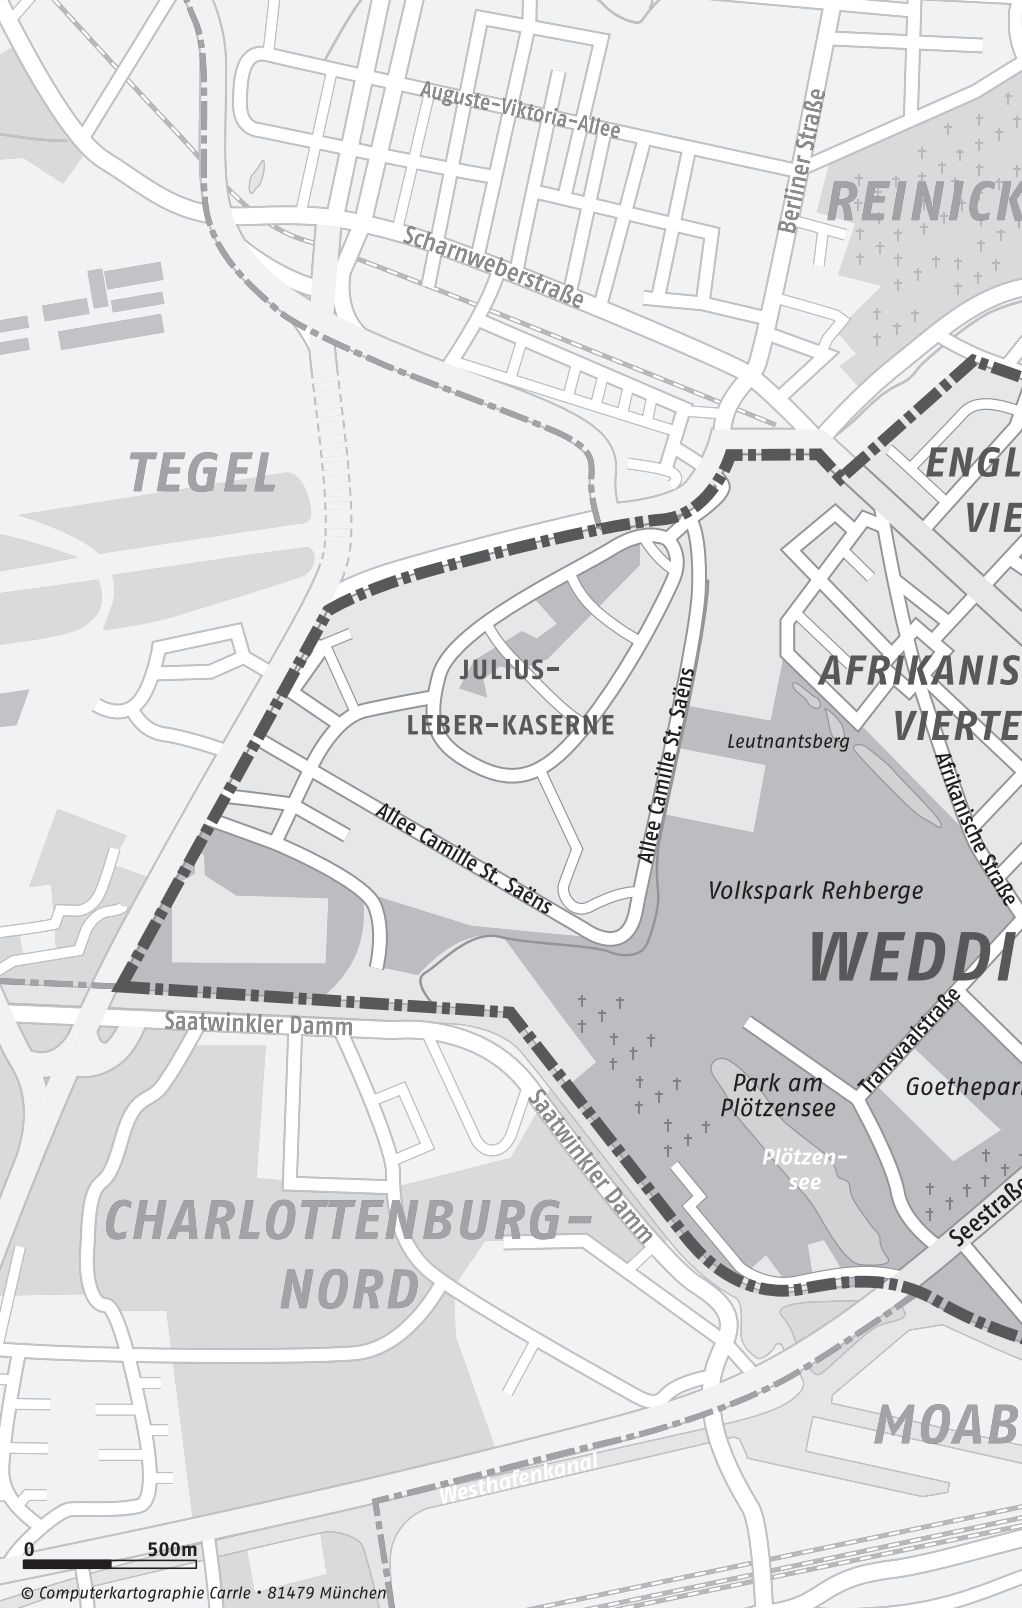 Auguste-Viktoria-Allee
Berliner Straße
REINICK
Scharnweberstraße
TEGEL
ENGL
VIE
JULIUS-
LEBER-KASERNE
AFRIKANIS
VIERTE
Allee Camille St. Saëns
Leutnantsberg
Afrikanische Straße
Allee Camille St. Saëns
Volkspark Rehberge
WEDDI
Saatwinkler Damm
Transvaalstraße
Park am
Plötzensee
Goethepar
Saatwinkler Damm
Plötzen-
see
Seestraße
CHARLOTTENBURG-
NORD
MOAB
Westhafenkanal
0 500m
© Computerkartographie Carrle • 81479 München